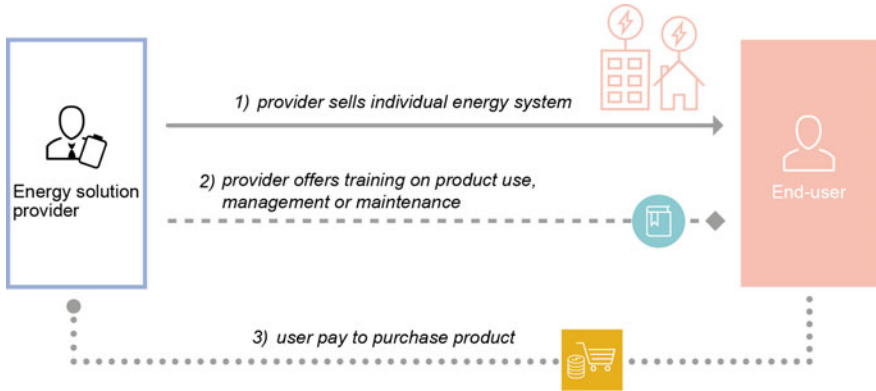 1) provider sells individual energy system
Energy solution
provider
2) provider offers training on product use,
management or maintenance
End-user
3) user pay to purchase product